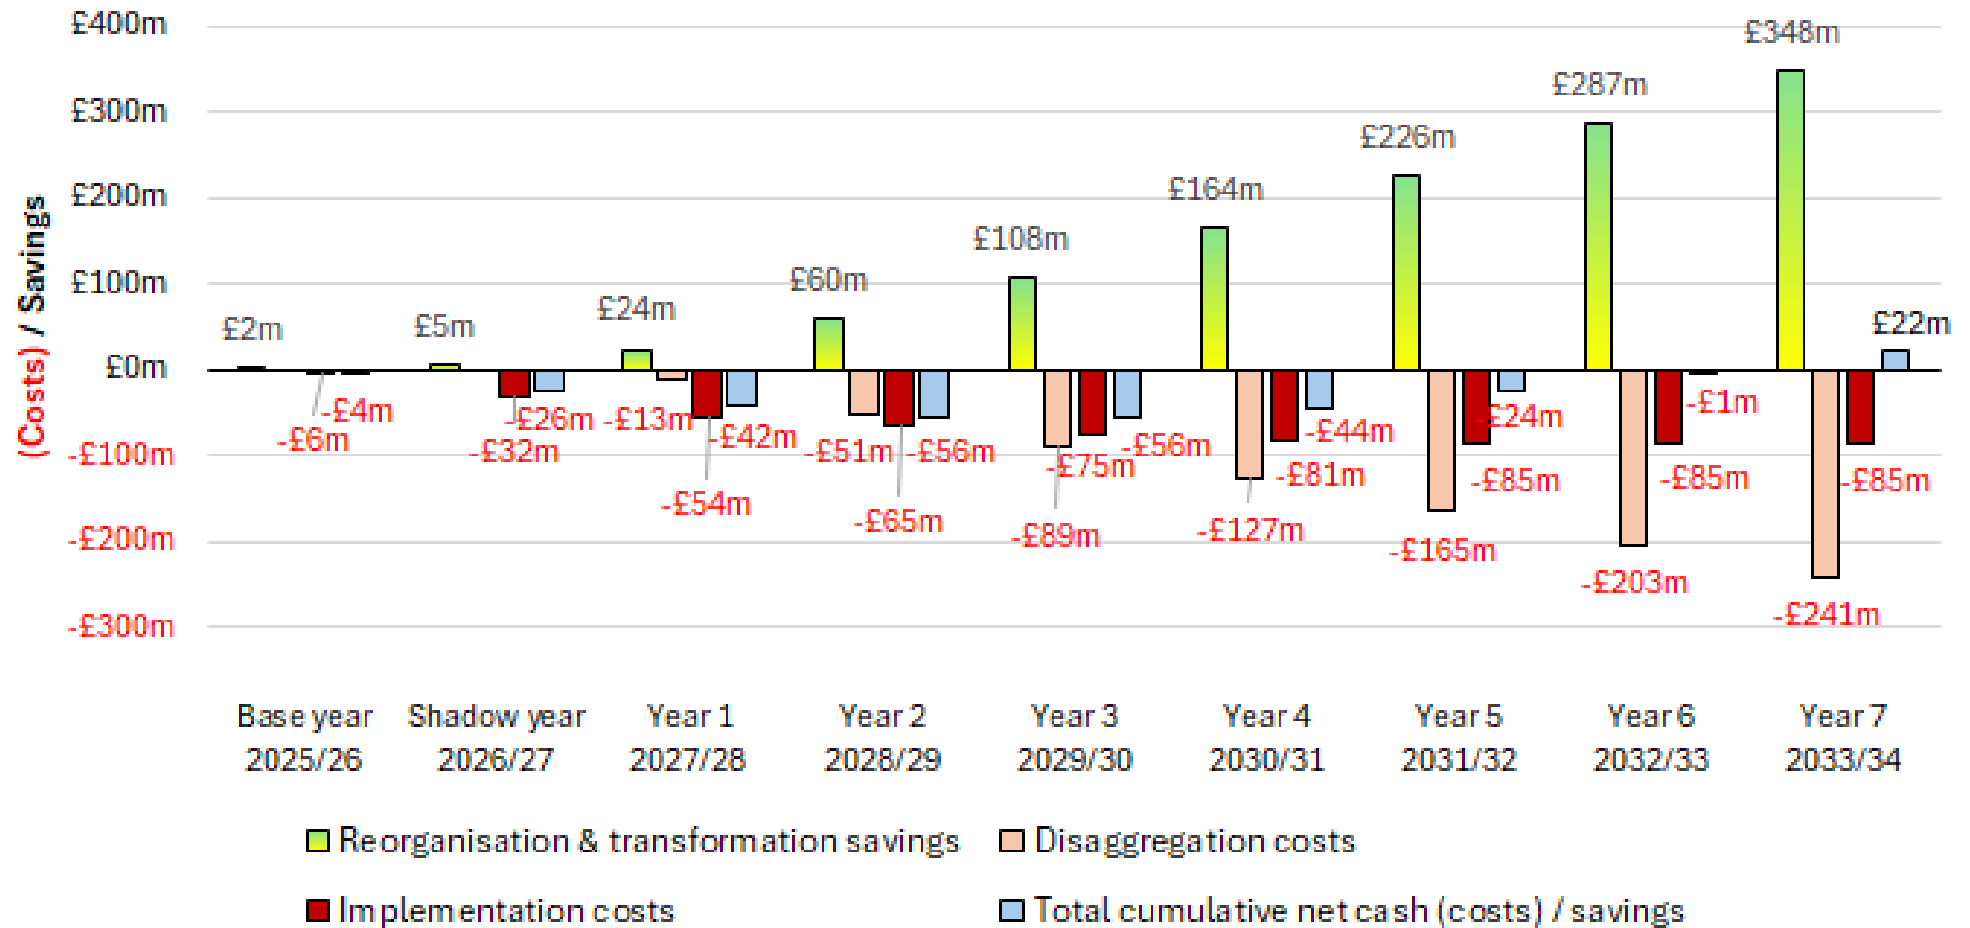 £400m
£300m
£200m
£100m
£0m
-£100m
-£200m
-£300m
(Costs) / Savings
£2m
-£6m
-£4m
£5m
-£32m
-£26m
£24m
-£13m
-£54m
-£42m
£60m
-£51m
-£65m
-£56m
£108m
-£89m
-£75m
-£56m
£164m
-£127m
-£81m
-£44m
£226m
-£165m
-£85m
-£24m
£287m
-£203m
-£85m
-£1m
£348m
-£241m
-£85m
£22m
Base year
2025/26
Shadow year
2026/27
Year 1
2027/28
Year 2
2028/29
Year 3
2029/30
Year 4
2030/31
Year 5
2031/32
Year 6
2032/33
Year 7
2033/34
Reorganisation & transformation savings
Disaggregation costs
Implementation costs
Total cumulative net cash (costs) / savings